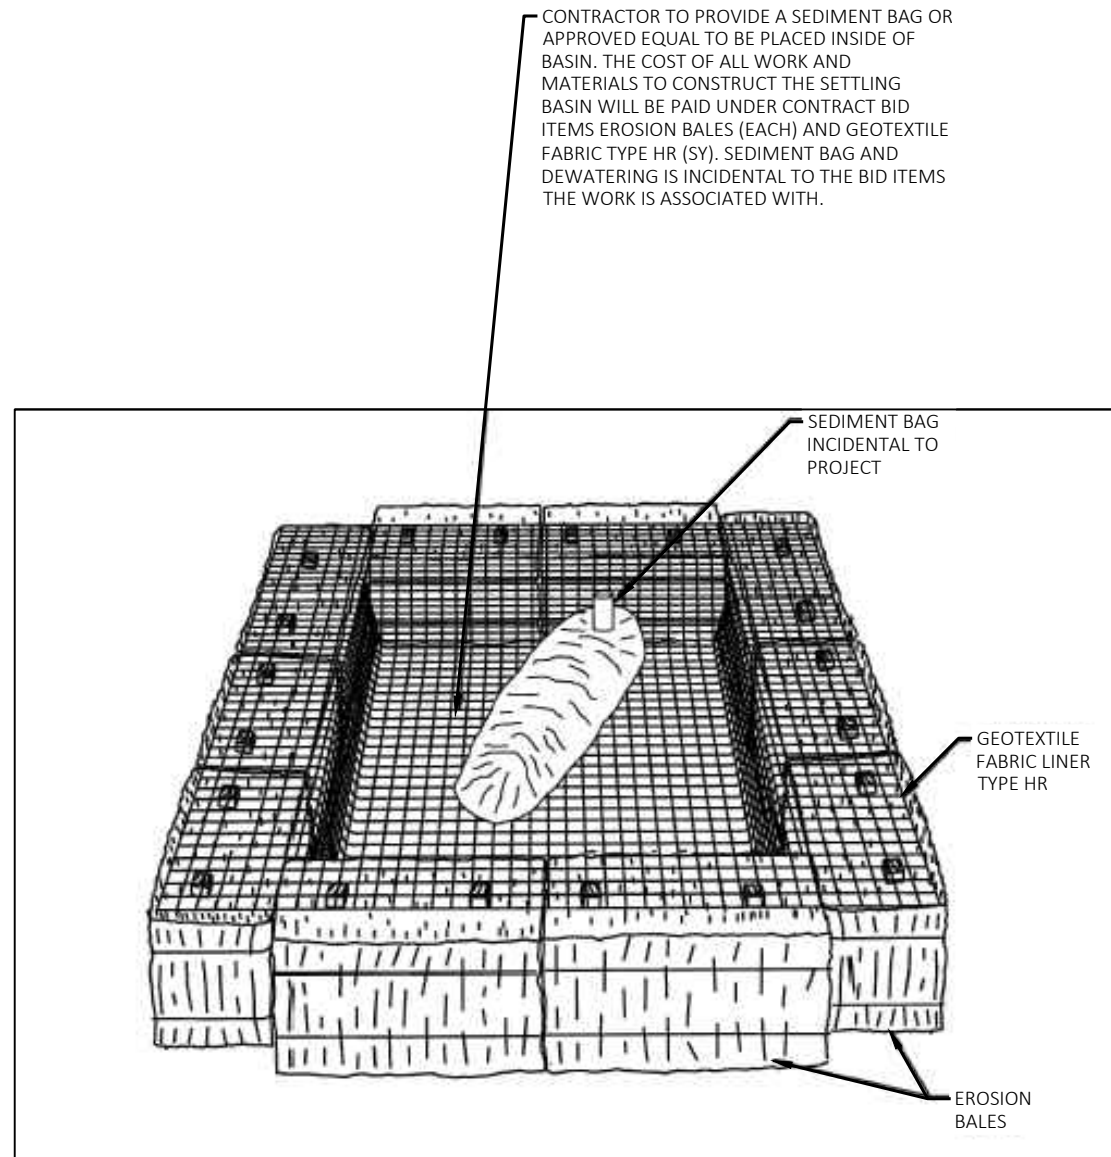 CONTRACTOR TO PROVIDE A SEDIMENT BAG OR
APPROVED EQUAL TO BE PLACED INSIDE OF
BASIN. THE COST OF ALL WORK AND
MATERIALS TO CONSTRUCT THE SETTLING
BASIN WILL BE PAID UNDER CONTRACT BID
ITEMS EROSION BALES (EACH) AND GEOTEXTILE
FABRIC TYPE HR (SY). SEDIMENT BAG AND
DEWATERING IS INCIDENTAL TO THE BID ITEMS
THE WORK IS ASSOCIATED WITH.
SEDIMENT BAG
INCIDENTAL TO
PROJECT
GEOTEXTILE
FABRIC LINER
TYPE HR
EROSION
BALES